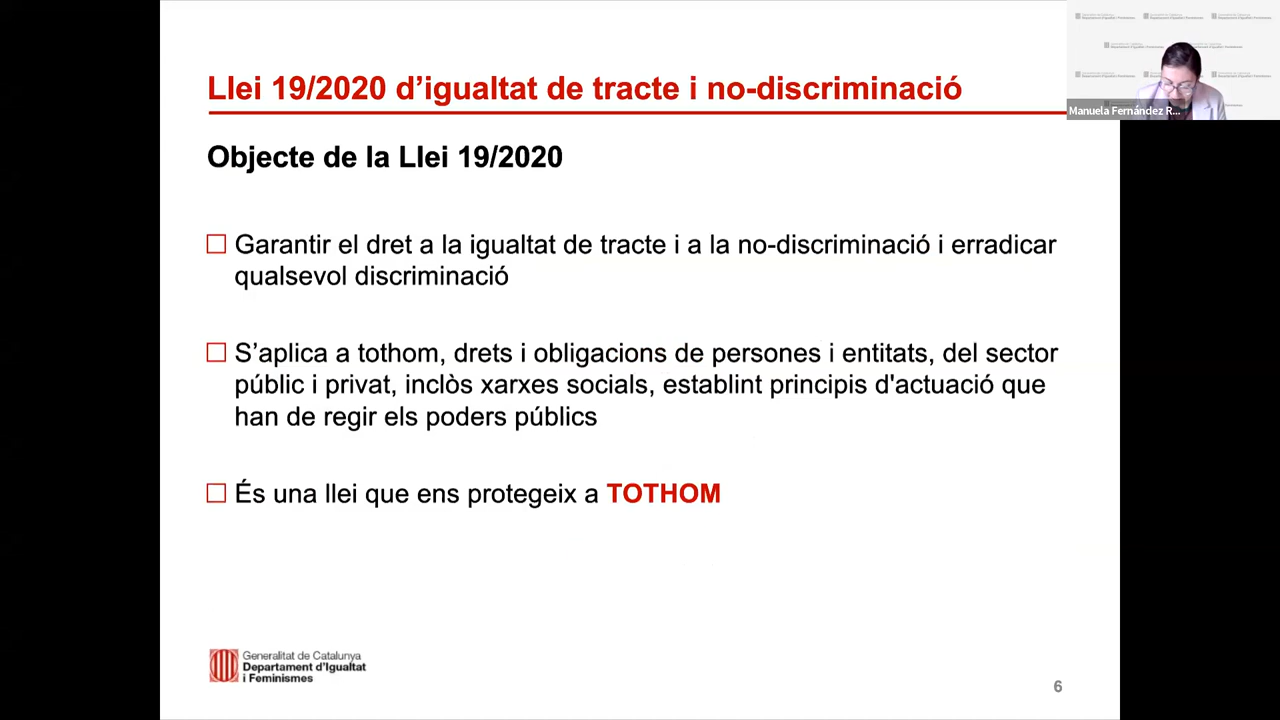 Llei 19/2020 d’igualtat de tracte i no-discriminació
Manuela Fernández R...
Objecte de la Llei 19/2020
Garantir el dret a la igualtat de tracte i a la no-discriminació i erradicar
qualsevol discriminació
S’aplica a tothom, drets i obligacions de persones i entitats, del sector
públic i privat, inclòs xarxes socials, establint principis d'actuació que
han de regir els poders públics
És una llei que ens protegeix a TOTHOM
Generalitat de Catalunya
Departament d’Igualtat
i Feminismes
6